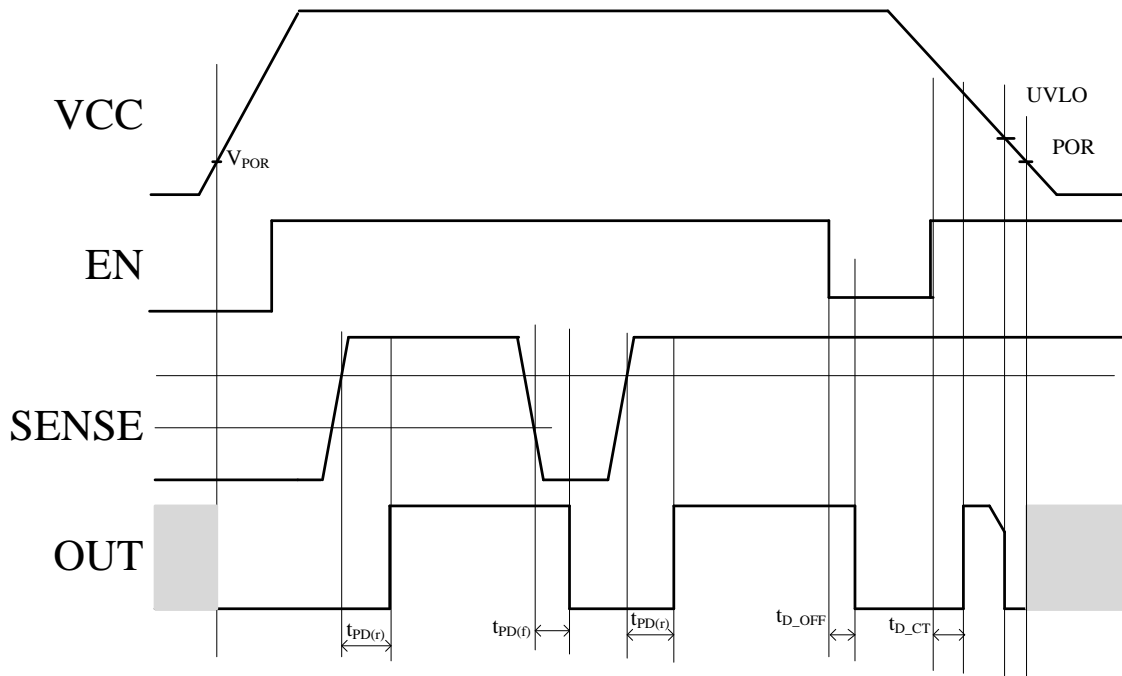 UVLO
VCC
V_POR
POR
EN
SENSE
OUT
t_PD(r)
t_PD(f)
t_PD(r)
t_D_OFF
t_D_CT